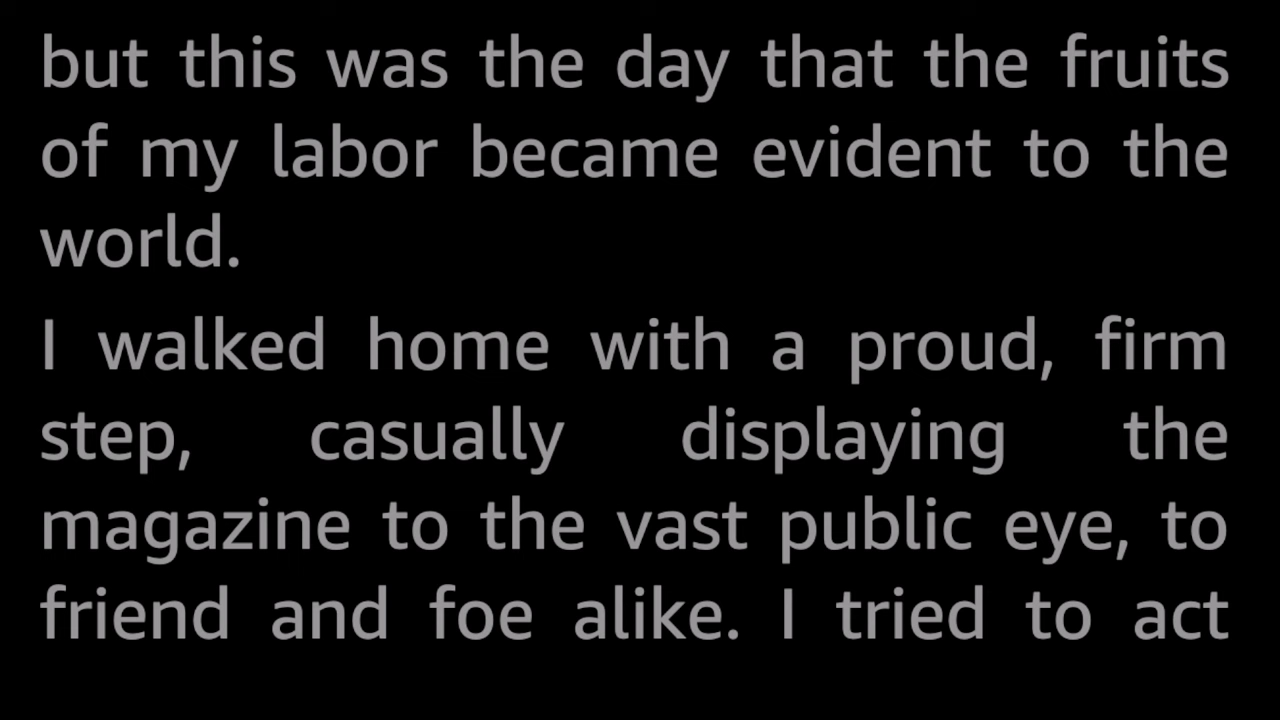 but this was the day that the fruits
of my labor became evident to the
world.
I walked home with a proud, firm
step, casually displaying the
magazine to the vast public eye, to
friend and foe alike. I tried to act